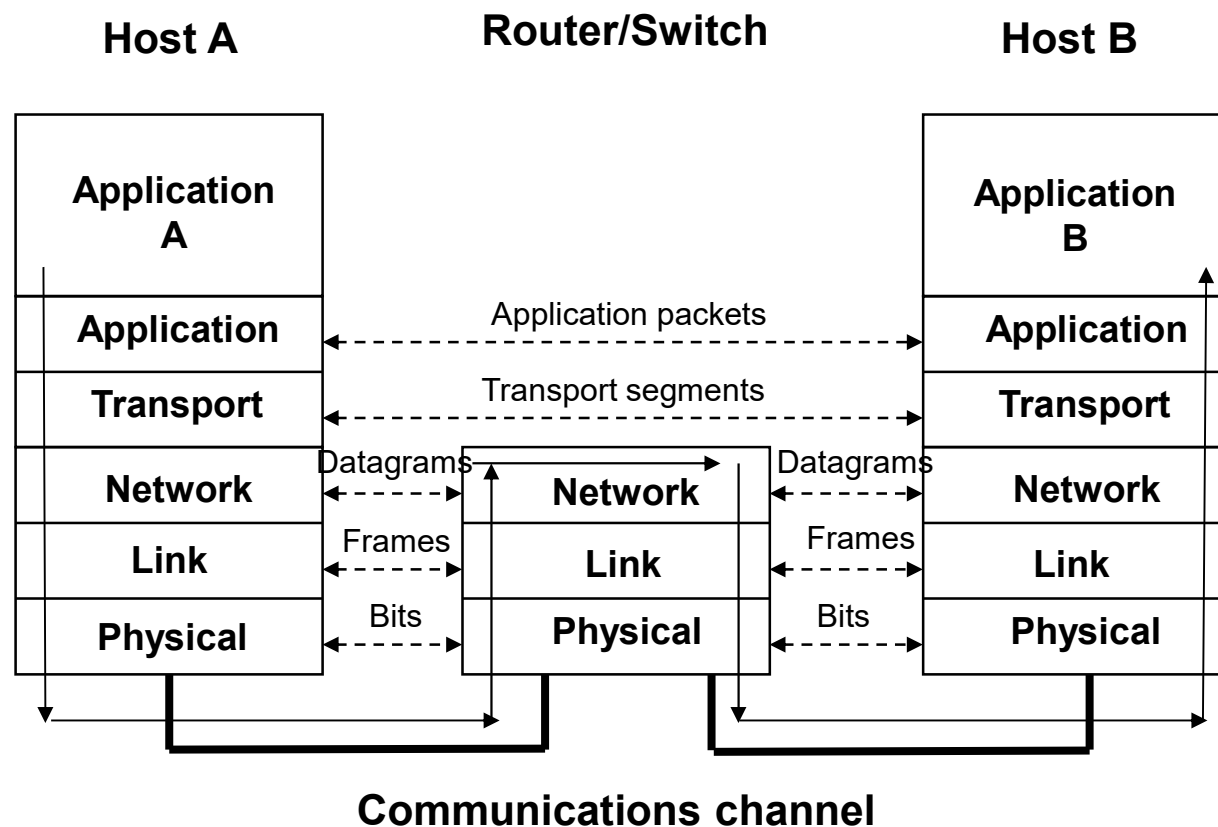 Host A
Router/Switch
Host B
Application
A
Application
B
Application
Application packets
Application
Transport
Transport segments
Transport
Network
Datagrams
Network
Datagrams
Network
Link
Frames
Link
Frames
Link
Physical
Bits
Physical
Bits
Physical
Communications channel